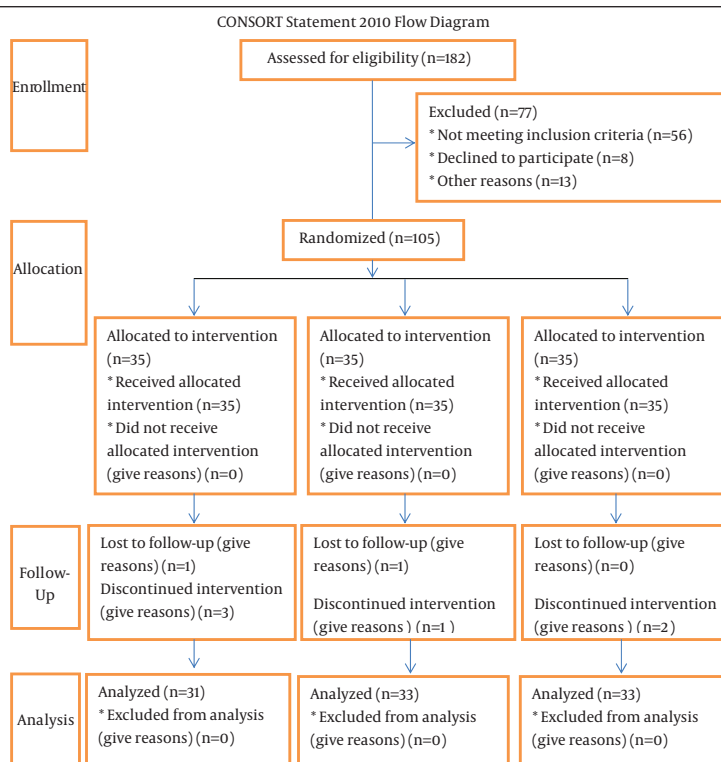 CONSORT Statement 2010 Flow Diagram
Enrollment
Assessed for eligibility (n=182)
Excluded (n=77)
* Not meeting inclusion criteria (n=56)
* Declined to participate (n=8)
* Other reasons (n=13)
Randomized (n=105)
Allocation
Allocated to intervention
(n=35)
* Received allocated
intervention (n=35)
* Did not receive
allocated intervention
(give reasons) (n=0)
Allocated to intervention
(n=35)
* Received allocated
intervention (n=35)
* Did not receive
allocated intervention
(give reasons) (n=0)
Allocated to intervention
(n=35)
* Received allocated
intervention (n=35)
* Did not receive
allocated intervention
(give reasons) (n=0)
Follow-
Up
Lost to follow-up (give
reasons) (n=1)
Discontinued intervention
(give reasons) (n=3)
Lost to follow-up (give
reasons) (n=1)
Discontinued intervention
(give reasons ) (n=1 )
Lost to follow-up (give
reasons) (n=0)
Discontinued intervention
(give reasons ) (n=2)
Analysis
Analyzed (n=31)
* Excluded from analysis
(give reasons) (n=0)
Analyzed (n=33)
* Excluded from analysis
(give reasons) (n=0)
Analyzed (n=33)
* Excluded from analysis
(give reasons) (n=0)